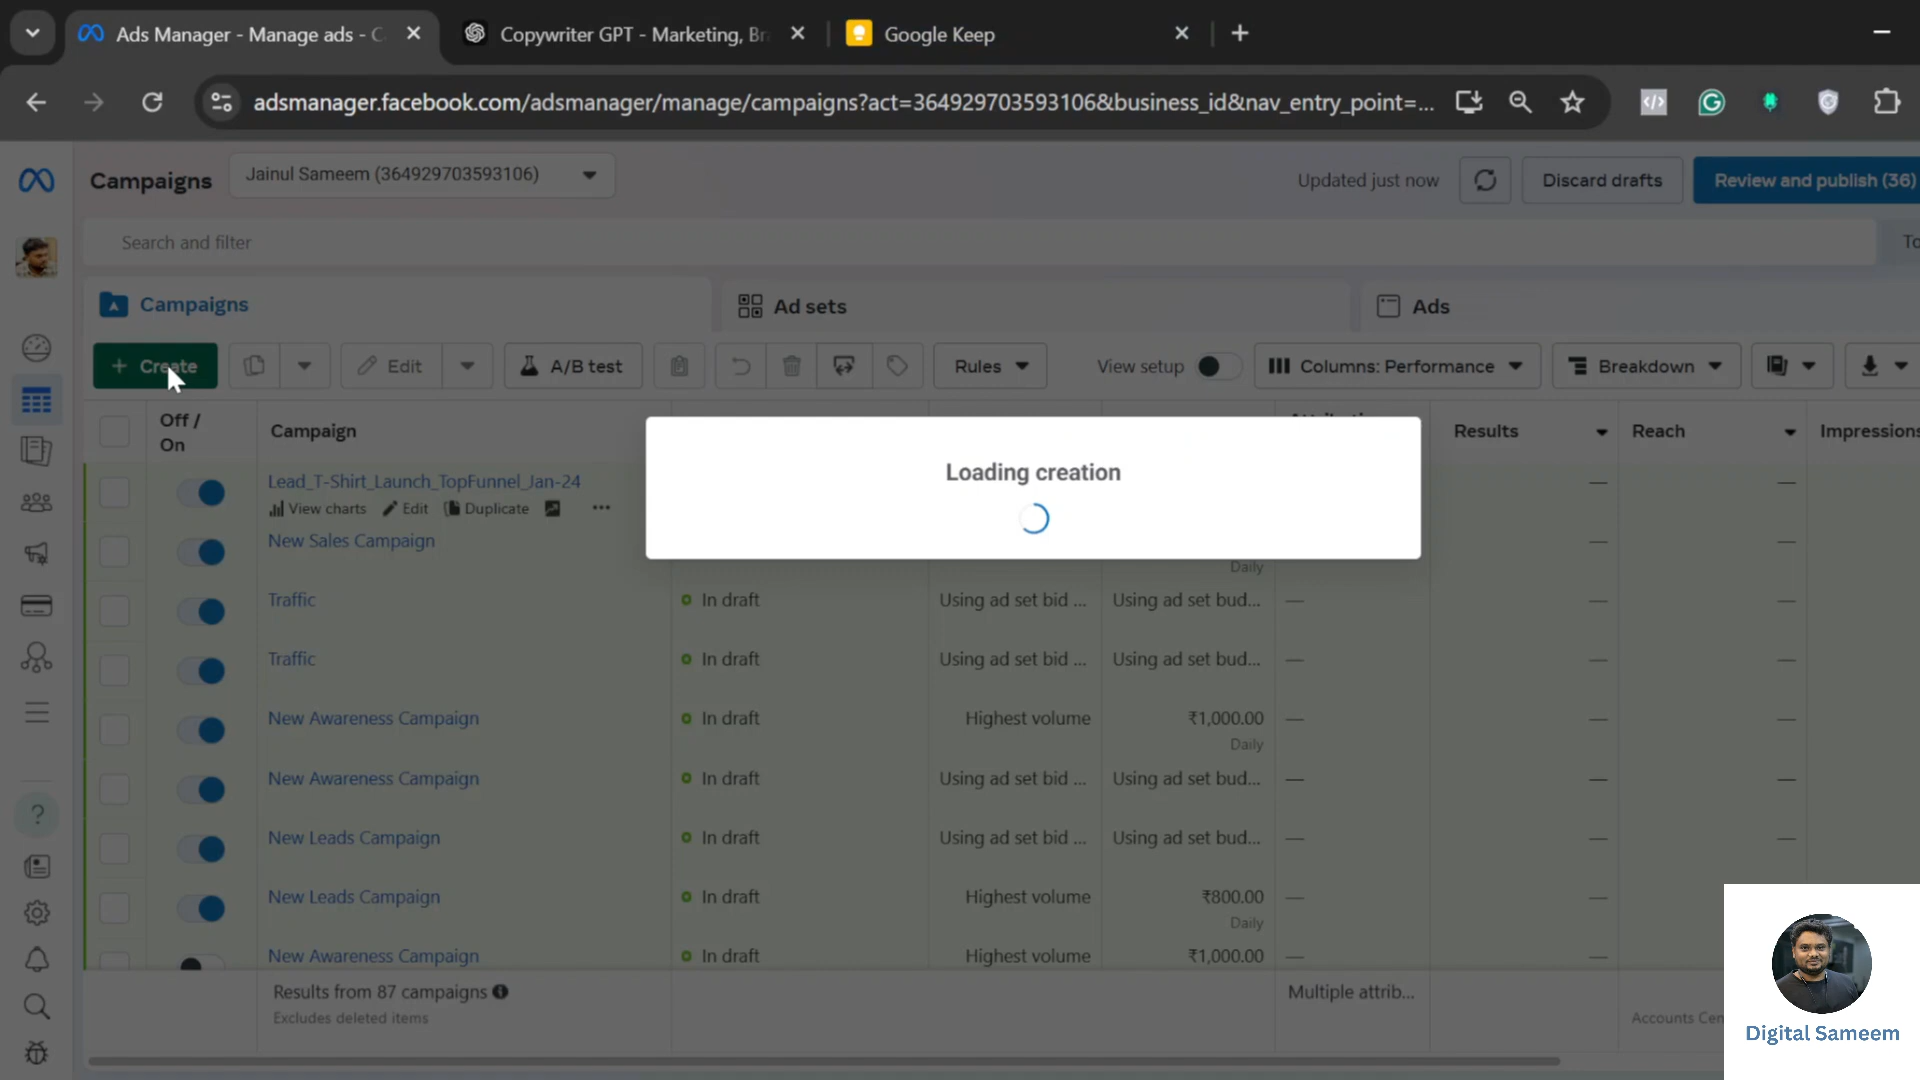 Ads Manager - Manage ads - C
Copywriter GPT - Marketing, Br
Google Keep
adsmanager.facebook.com/adsmanager/manage/campaigns?act=364929703593106&business_id&nav_entry_point=...
Campaigns
Jainul Sameem (364929703593106)
Updated just now
Discard drafts
Review and publish (36)
Search and filter
To
Campaigns
Ad sets
Ads
+ Create
Edit
A/B test
Rules
View setup
Columns: Performance
Breakdown
Off /
On
Campaign
Results
Reach
Impressions
Loading creation
Lead_T-Shirt_Launch_TopFunnel_Jan-24
View charts
Edit
Duplicate
...
—
—
New Sales Campaign
—
—
Daily
Traffic
In draft
Using ad set bid ...
Using ad set bud...
—
—
—
Traffic
In draft
Using ad set bid ...
Using ad set bud...
—
—
—
New Awareness Campaign
In draft
Highest volume
₹1,000.00
—
—
—
Daily
New Awareness Campaign
In draft
Using ad set bid ...
Using ad set bud...
—
—
—
New Leads Campaign
In draft
Using ad set bid ...
Using ad set bud...
—
—
—
New Leads Campaign
In draft
Highest volume
₹800.00
—
—
—
Daily
New Awareness Campaign
In draft
Highest volume
₹1,000.00
—
—
—
Results from 87 campaigns
Excludes deleted items
Multiple attrib...
Accounts Cen
Digital Sameem